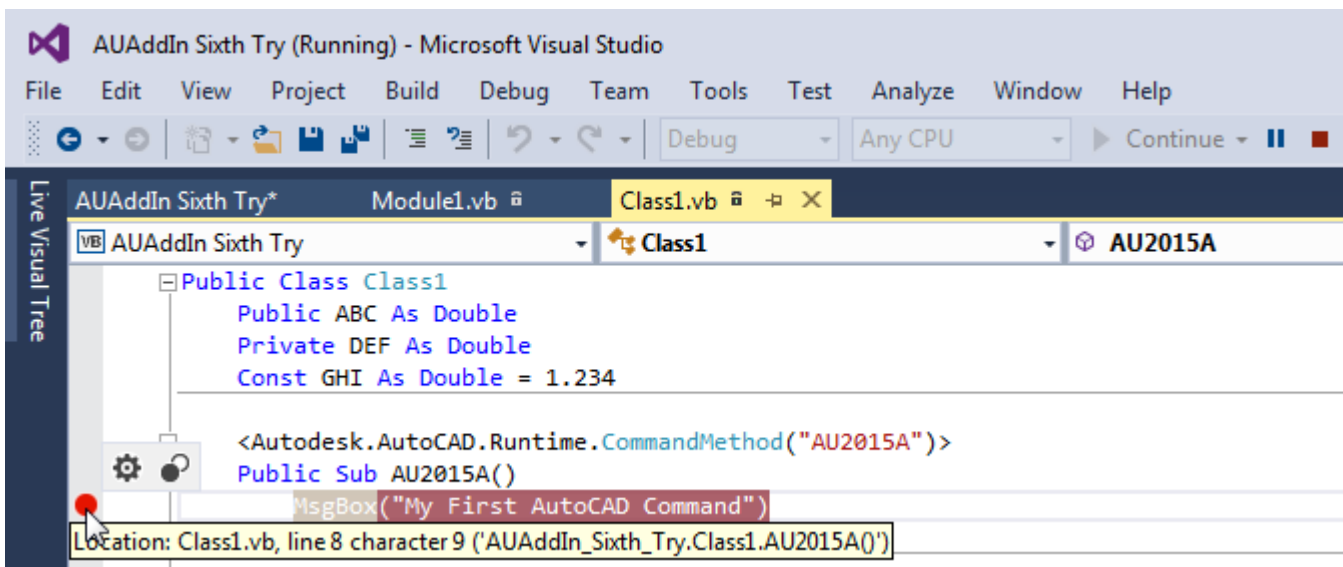 AUAddIn Sixth Try (Running) - Microsoft Visual Studio
File Edit View Project Build Debug Team Tools Test Analyze Window Help
Debug Any CPU Continue
Live Visual Tree
AUAddIn Sixth Try* Module1.vb Class1.vb
VB AUAddIn Sixth Try Class1 AU2015A
Public Class Class1
Public ABC As Double
Private DEF As Double
Const GHI As Double = 1.234
<Autodesk.AutoCAD.Runtime.CommandMethod("AU2015A")>
Public Sub AU2015A()
MsgBox("My First AutoCAD Command")
Location: Class1.vb, line 8 character 9 ('AUAddIn_Sixth_Try.Class1.AU2015A()')